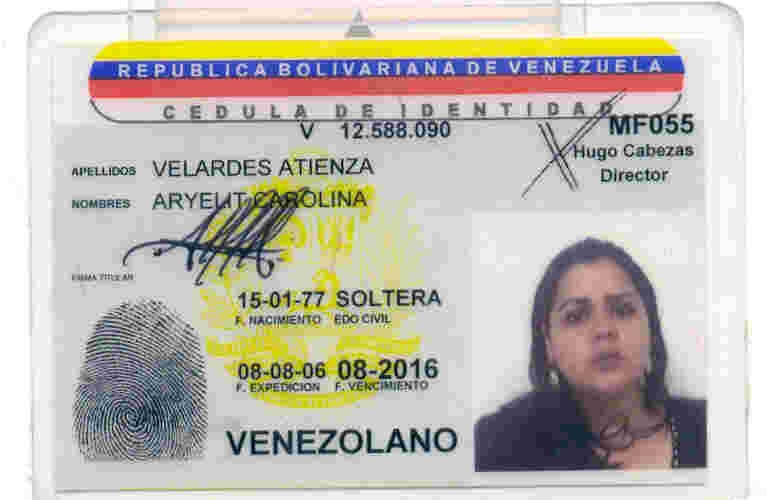 REPUBLICA BOLIVARIANA DE VENEZUELA
CEDULA DE IDENTIDAD
V 12.588.090
MF055
Hugo Cabezas
Director
APELLIDOS VELARDES ATIENZA
NOMBRES ARYELIT CAROLINA
FIRMA TITULAR
15-01-77 SOLTERA
F. NACIMIENTO EDO CIVIL
08-08-06 08-2016
F. EXPEDICION F. VENCIMIENTO
VENEZOLANO